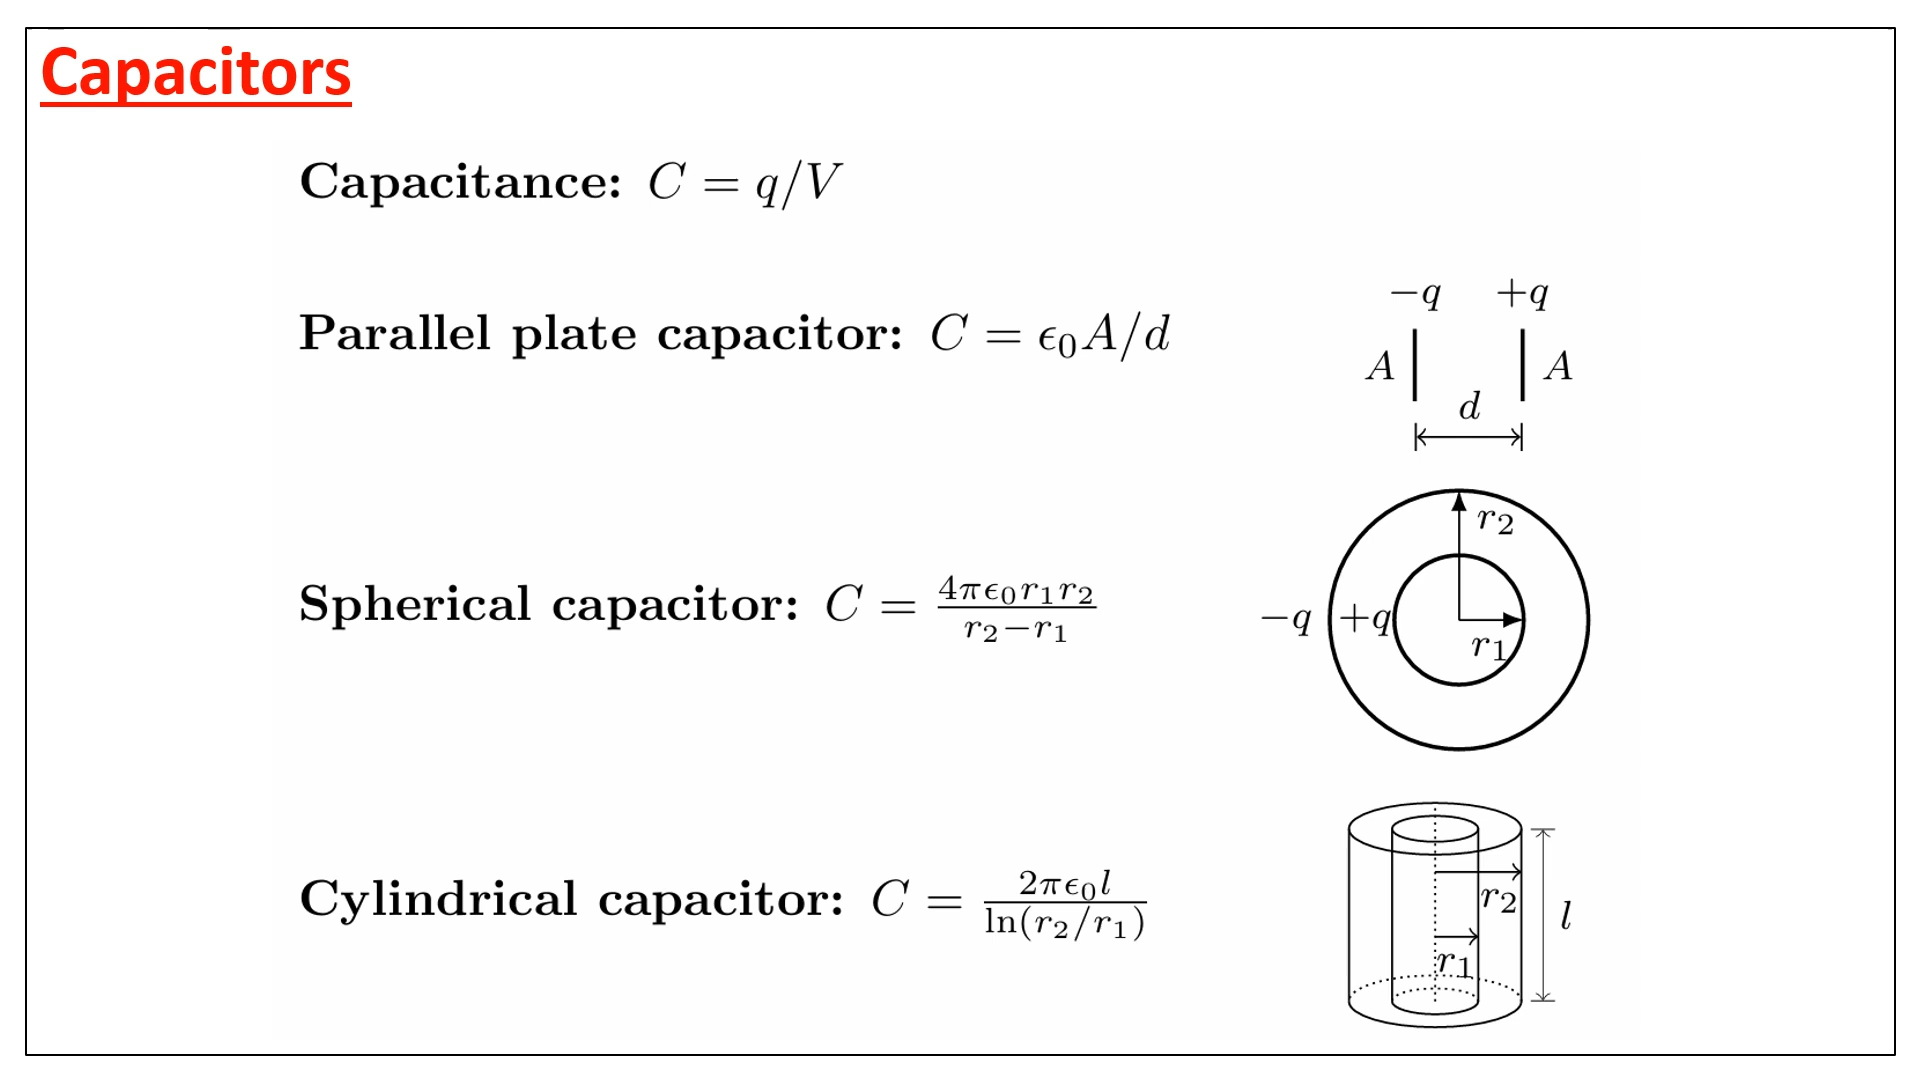 Capacitors
Capacitance: C = q/V
−q +q
Parallel plate capacitor: C = ϵ₀A/d
A A
d
r₂
Spherical capacitor: C = 4πϵ₀r₁r₂ / r₂−r₁
−q +q
r₁
Cylindrical capacitor: C = 2πϵ₀l / ln(r₂/r₁)
r₂
l
r₁